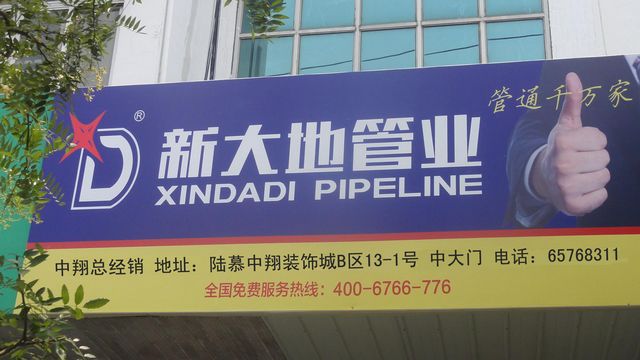 管通千万家
D®
新大地管业
XINDADI PIPELINE
中翔总经销 地址：陆慕中翔装饰城B区13-1号 中大门 电话：65768311
全国免费服务热线：400-6766-776